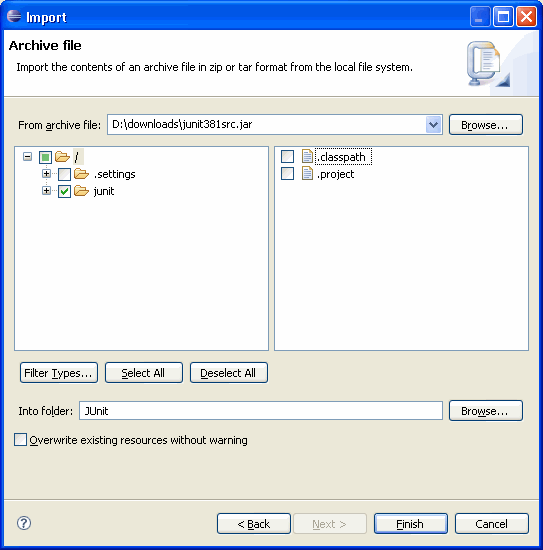 Import
Archive file
Import the contents of an archive file in zip or tar format from the local file system.
From archive file: D:\downloads\junit381src.jar Browse...
/
.settings
junit
.classpath
.project
Filter Types... Select All Deselect All
Into folder: JUnit Browse...
Overwrite existing resources without warning
? < Back Next > Finish Cancel